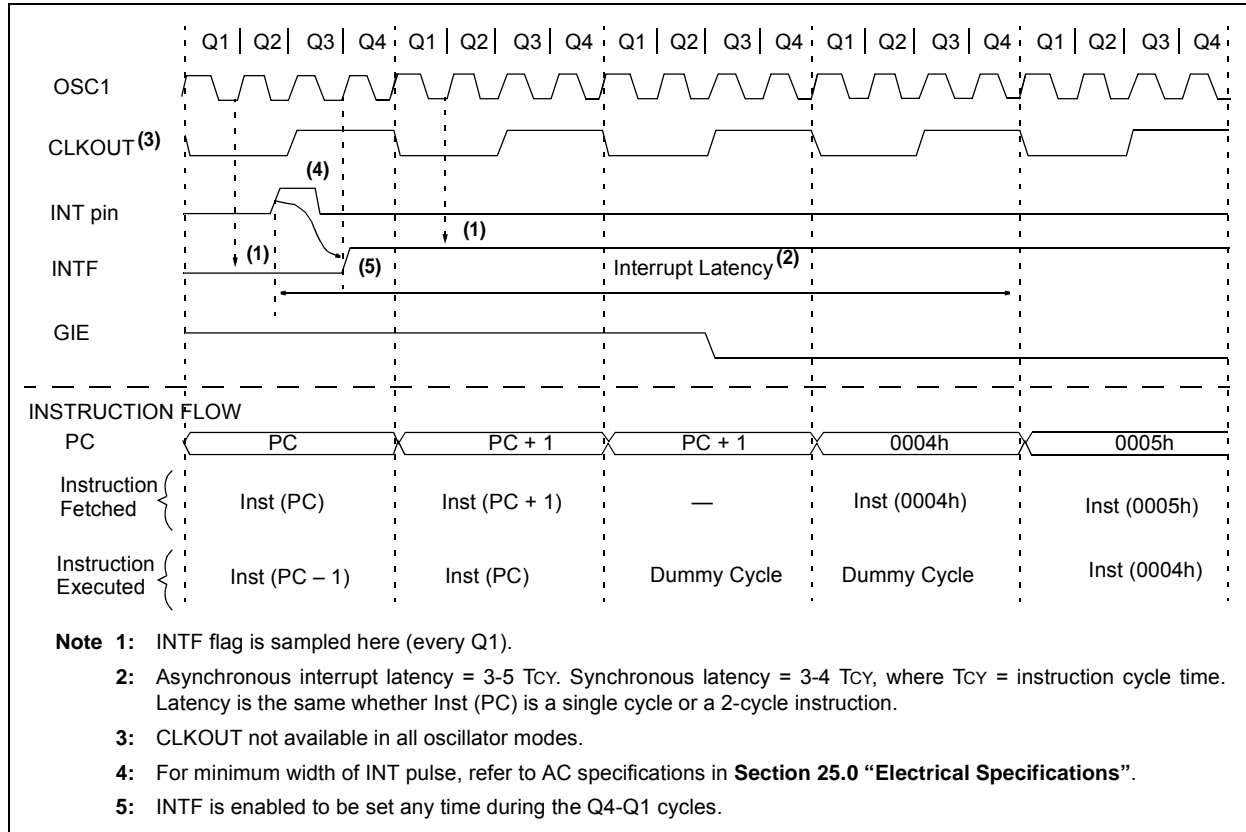 Q1 | Q2 | Q3 | Q4 Q1 | Q2 | Q3 | Q4 Q1 | Q2 | Q3 | Q4 Q1 | Q2 | Q3 | Q4 Q1 | Q2 | Q3 | Q4
OSC1
CLKOUT (3)
(4)
INT pin
(1) (1)
INTF (5) Interrupt Latency (2)
GIE
INSTRUCTION FLOW
PC PC PC + 1 PC + 1 0004h 0005h
Instruction
Fetched Inst (PC) Inst (PC + 1) — Inst (0004h) Inst (0005h)
Instruction
Executed Inst (PC – 1) Inst (PC) Dummy Cycle Dummy Cycle Inst (0004h)
Note 1: INTF flag is sampled here (every Q1).
2: Asynchronous interrupt latency = 3-5 TCY. Synchronous latency = 3-4 TCY, where TCY = instruction cycle time.
Latency is the same whether Inst (PC) is a single cycle or a 2-cycle instruction.
3: CLKOUT not available in all oscillator modes.
4: For minimum width of INT pulse, refer to AC specifications in Section 25.0 “Electrical Specifications”.
5: INTF is enabled to be set any time during the Q4-Q1 cycles.